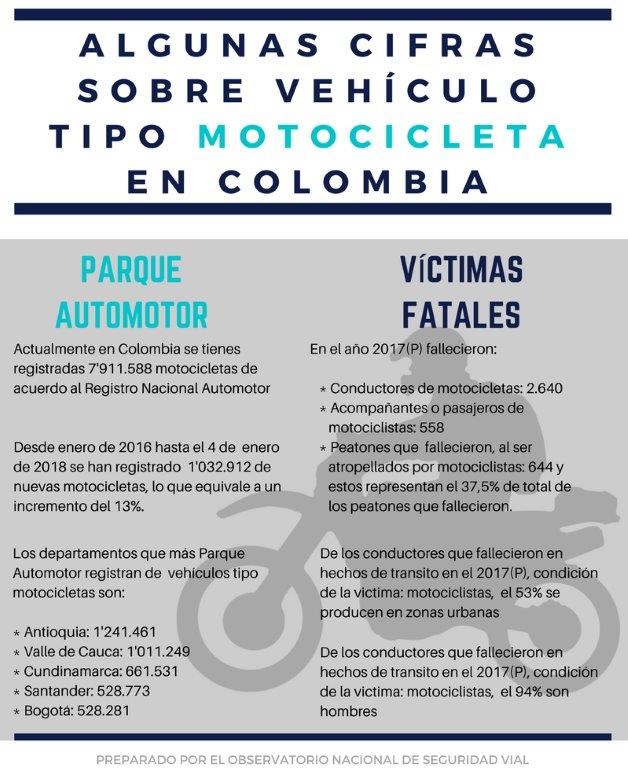 ALGUNAS CIFRAS
SOBRE VEHÍCULO
TIPO MOTOCICLETA
EN COLOMBIA
PARQUE
AUTOMOTOR
Actualmente en Colombia se tienes
registradas 7'911.588 motocicletas de
acuerdo al Registro Nacional Automotor
Desde enero de 2016 hasta el 4 de enero
de 2018 se han registrado 1'032.912 de
nuevas motocicletas, lo que equivale a un
incremento del 13%.
Los departamentos que más Parque
Automotor registran de vehículos tipo
motocicletas son:
* Antioquia: 1'241.461
* Valle de Cauca: 1'011.249
* Cundinamarca: 661.531
* Santander: 528.773
* Bogotá: 528.281
VÍCTIMAS
FATALES
En el año 2017(P) fallecieron:
* Conductores de motocicletas: 2.640
* Acompañantes o pasajeros de
motociclistas: 558
* Peatones que fallecieron, al ser
atropellados por motociclistas: 644 y
estos representan el 37,5% de total de
los peatones que fallecieron.
De los conductores que fallecieron en
hechos de transito en el 2017(P), condición
de la victima: motociclistas, el 53% se
producen en zonas urbanas
De los conductores que fallecieron en
hechos de transito en el 2017(P), condición
de la victima: motociclistas, el 94% son
hombres
PREPARADO POR EL OBSERVATORIO NACIONAL DE SEGURIDAD VIAL